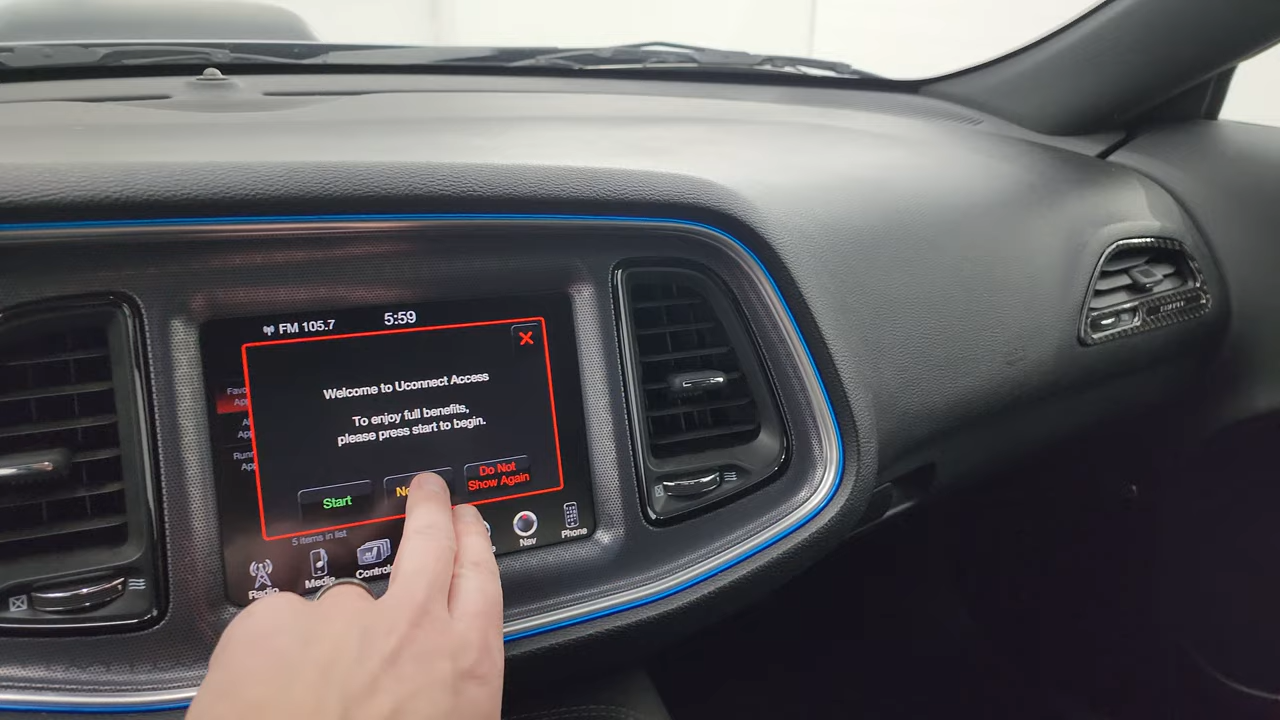 FM 105.7
5:59
X
Welcome to Uconnect Access
To enjoy full benefits,
please press start to begin.
Start
Do Not
Show Again
5 items in list
Radio
Media
Controls
Nav
Phone